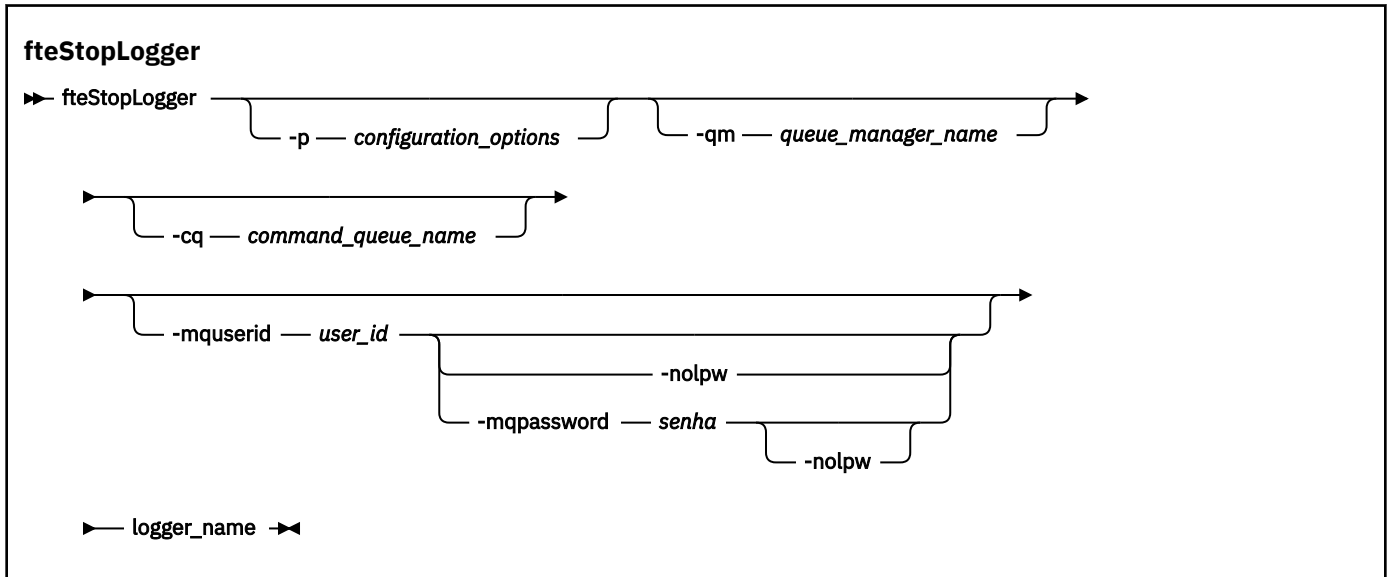 fteStopLogger
fteStopLogger
-p configuration_options -qm queue_manager_name
-cq command_queue_name
-mquserid user_id
-nolpw
-mqpassword senha
-nolpw
logger_name